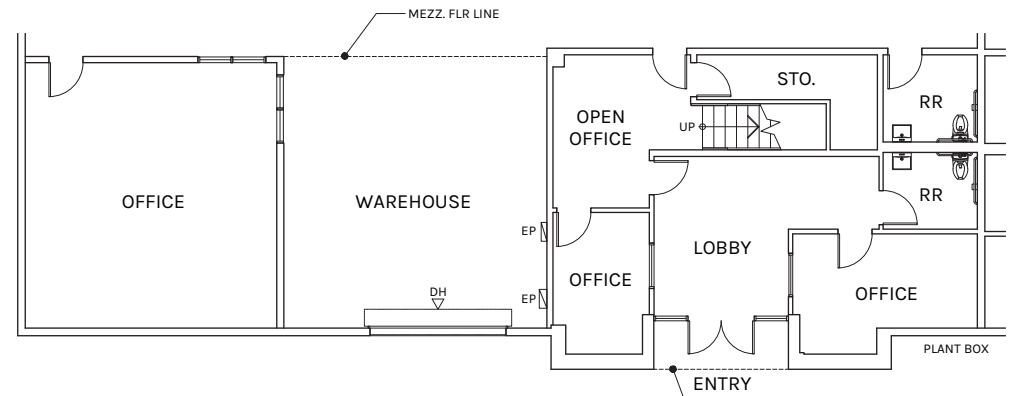 MEZZ. FLR LINE
STO.
RR
OPEN
OFFICE
UP
OFFICE
WAREHOUSE
RR
EP
LOBBY
OFFICE
OFFICE
DH
EP
PLANT BOX
ENTRY